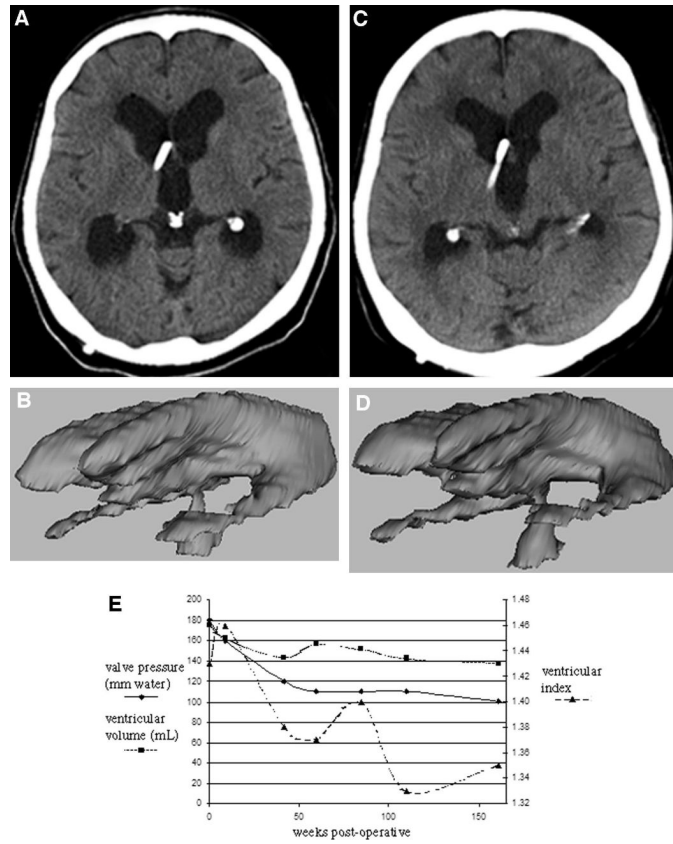 A
C
B
D
E
valve pressure
(mm water)
ventricular
volume (mL)
200
180
160
140
120
100
80
60
40
20
0
1.48
1.46
1.44
1.42
1.40
1.38
1.36
1.34
1.32
ventricular
index
0
50
100
150
weeks post-operative